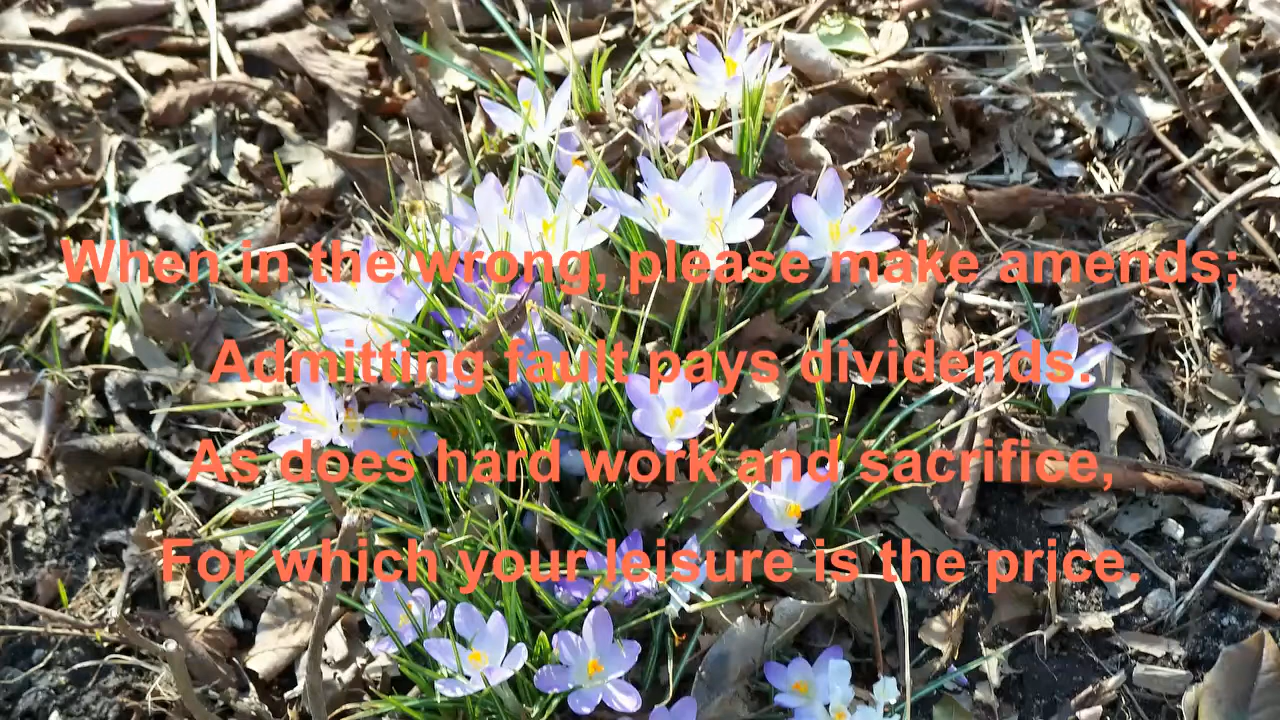 When in the wrong, please make amends;
Admitting fault pays dividends.
As does hard work and sacrifice,
For which your leisure is the price.